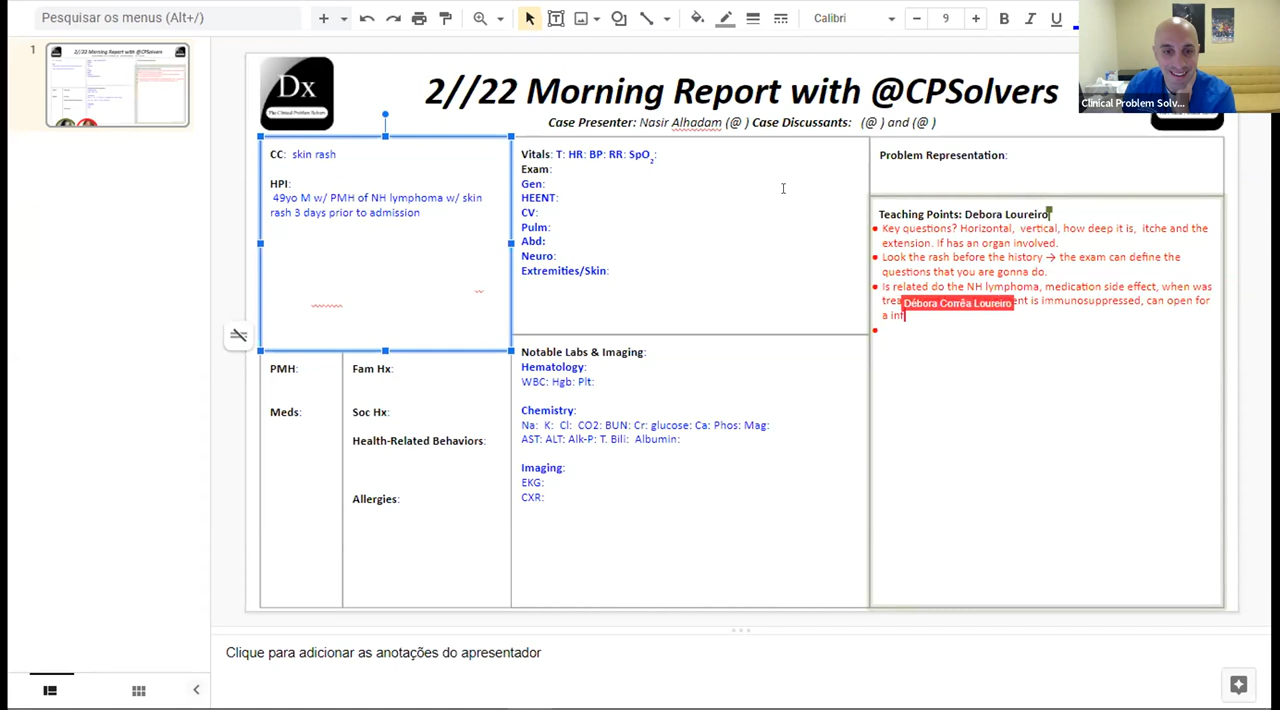 Pesquisar os menus (Alt+/)
Calibri
9
B
I
U
Clinical Problem Solv...
1
Dx
The Clinical Problem Solvers
2//22 Morning Report with @CPSolvers
Case Presenter: Nasir Alhadam (@ ) Case Discussants: (@ ) and (@ )
CC: skin rash
HPI:
49yo M w/ PMH of NH lymphoma w/ skin
rash 3 days prior to admission
PMH:
Meds:
Fam Hx:
Soc Hx:
Health-Related Behaviors:
Allergies:
Vitals: T: HR: BP: RR: SpO2:
Exam:
Gen:
HEENT:
CV:
Pulm:
Abd:
Neuro:
Extremities/Skin:
Notable Labs & Imaging:
Hematology:
WBC: Hgb: Plt:
Chemistry:
Na: K: Cl: CO2: BUN: Cr: glucose: Ca: Phos: Mag:
AST: ALT: Alk-P: T. Bili: Albumin:
Imaging:
EKG:
CXR:
Problem Representation:
Teaching Points: Debora Loureiro
Key questions? Horizontal, vertical, how deep it is, itche and the
extension. If has an organ involved.
Look the rash before the history → the exam can define the
questions that you are gonna do.
Is related do the NH lymphoma, medication side effect, when was
Débora Corrêa Loureiro
is immunosuppressed, can open for
a inf
Clique para adicionar as anotações do apresentador